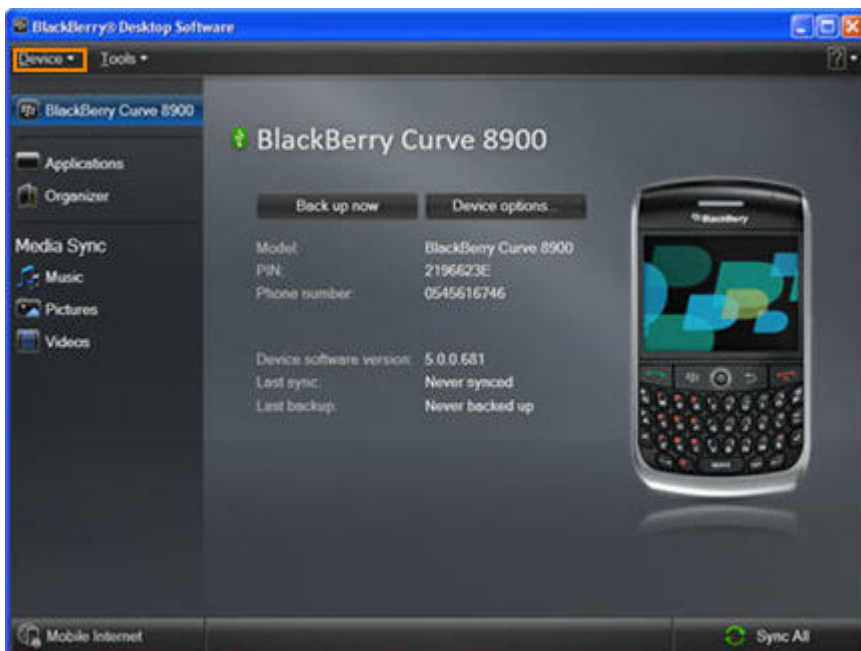 BlackBerry® Desktop Software
Device Tools ?
BlackBerry Curve 8900
Applications
Organizer
Media Sync
Music
Pictures
Videos
BlackBerry Curve 8900
Back up now Device options...
Model: BlackBerry Curve 8900
PIN: 2196623E
Phone number: 0545616746
Device software version: 5.0.0.681
Last sync: Never synced
Last backup: Never backed up
BlackBerry
Mobile Internet Sync All